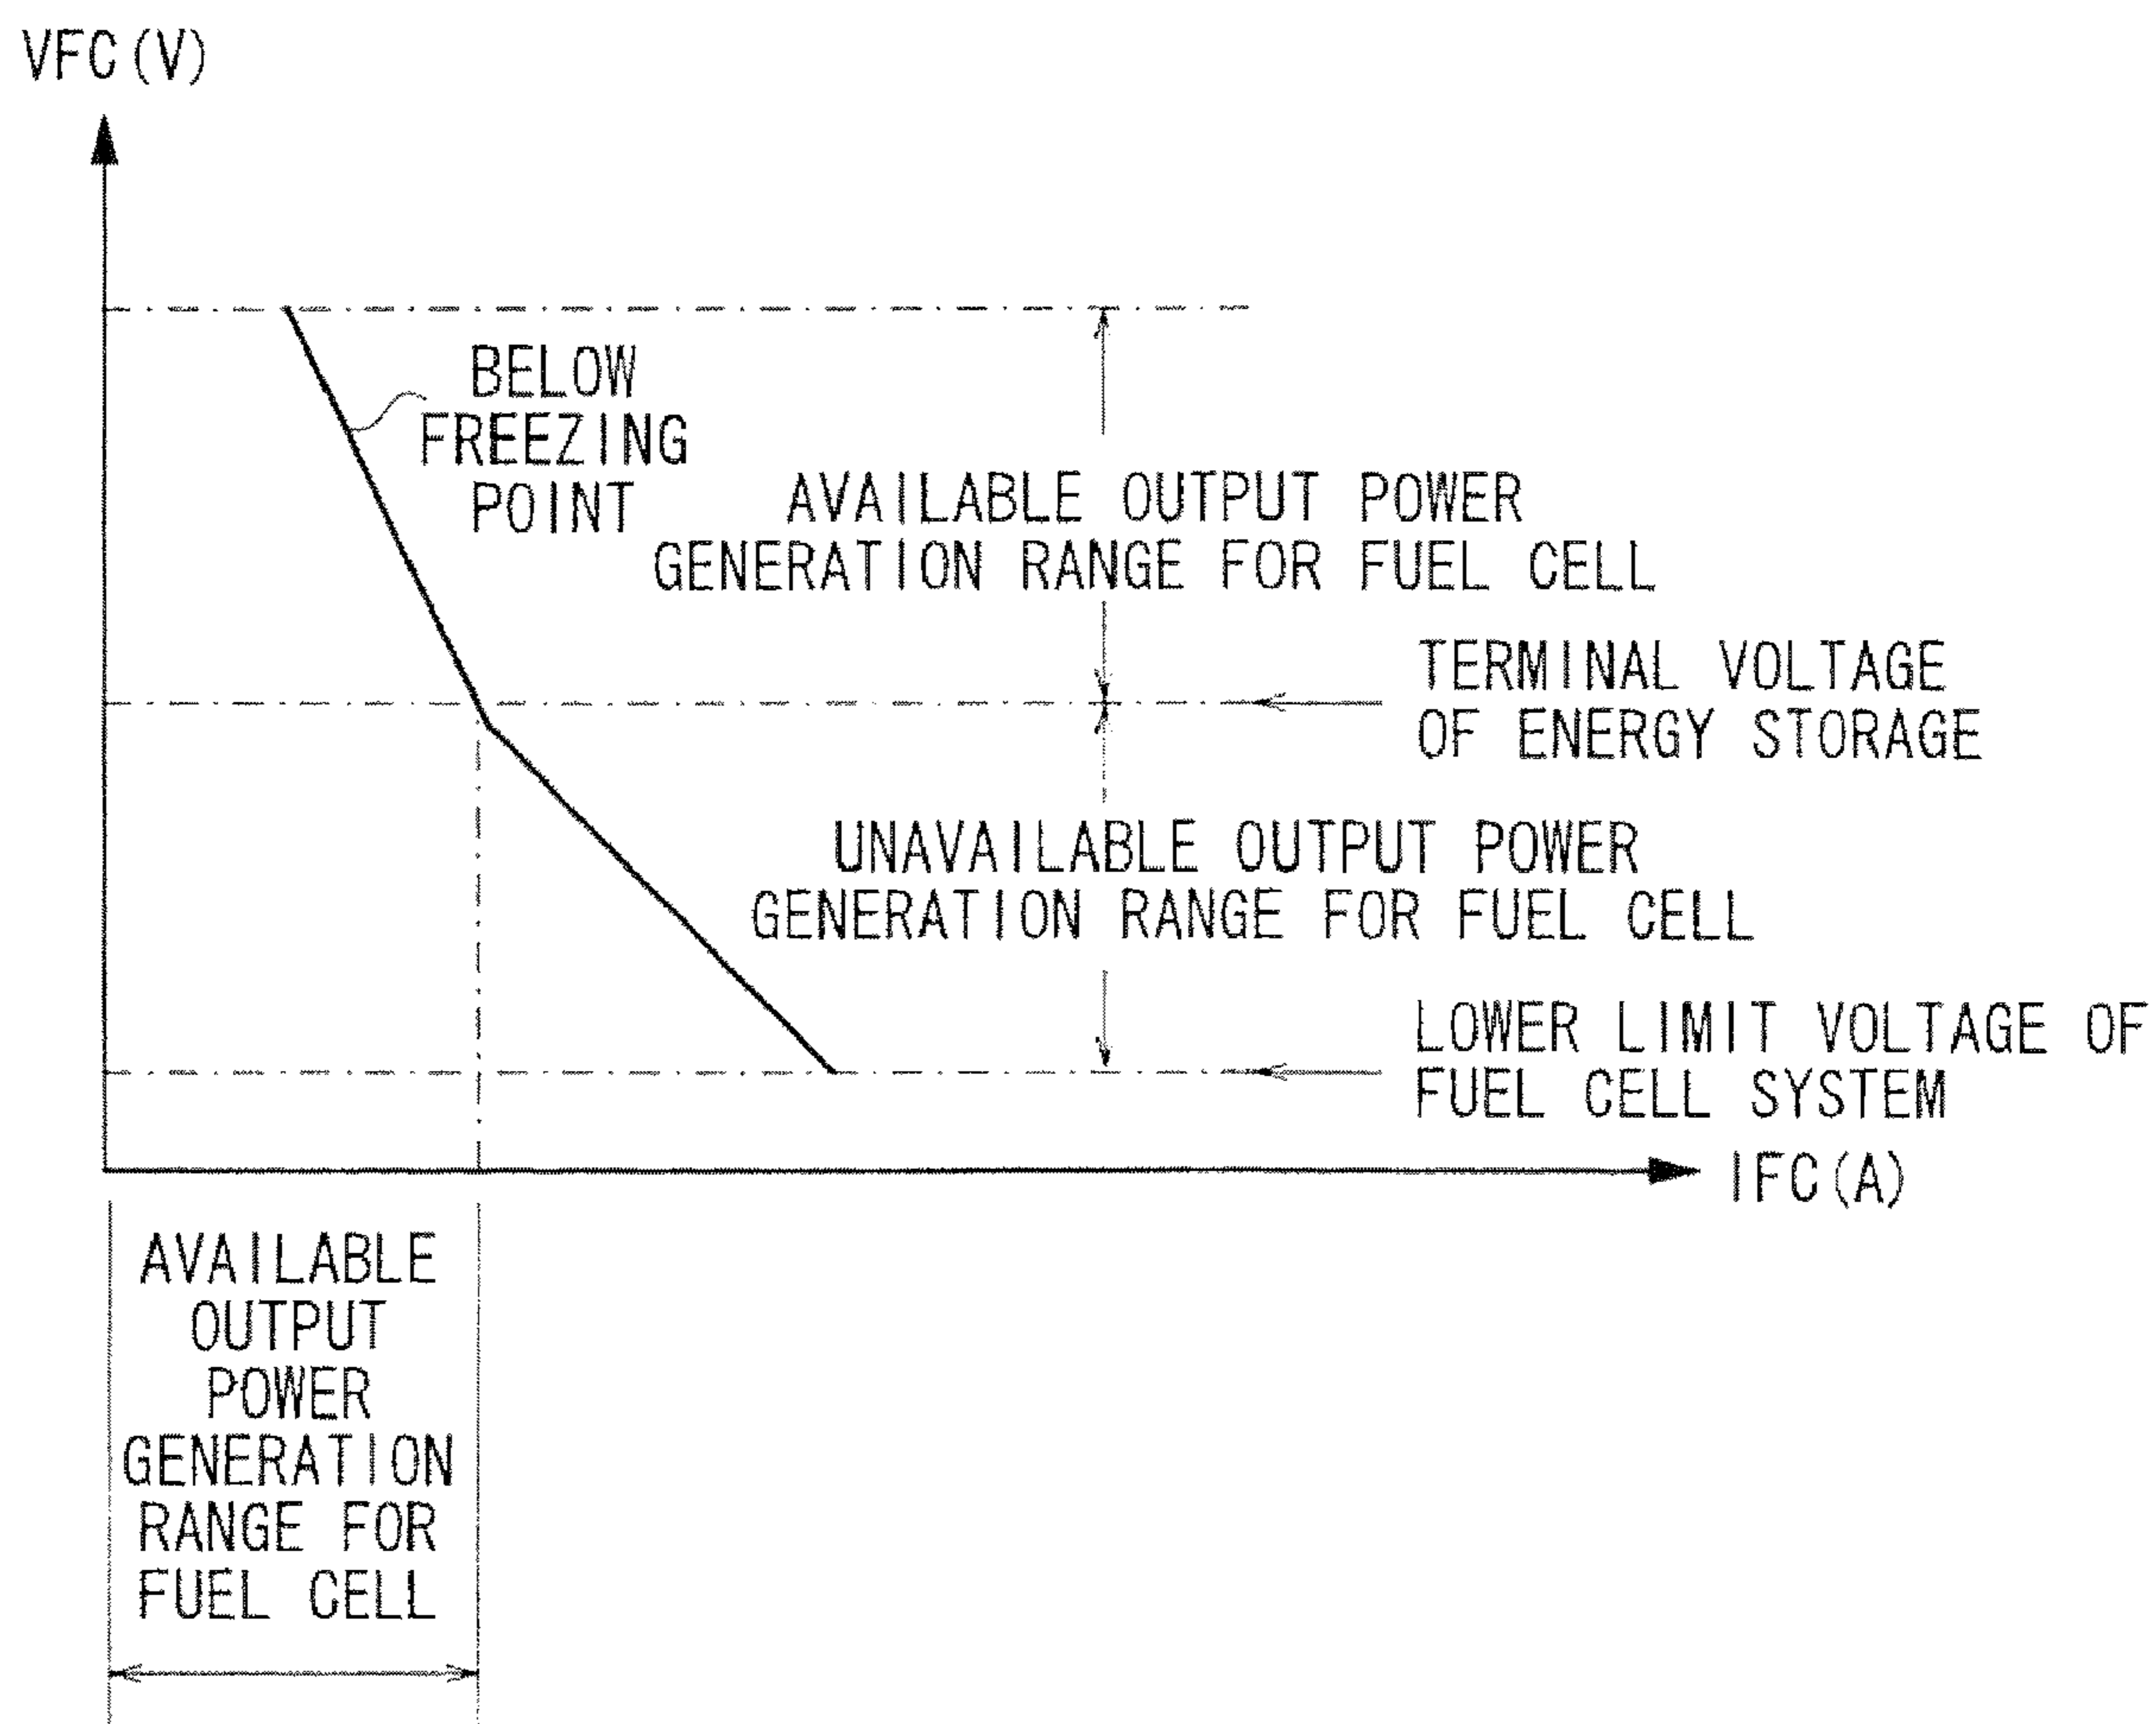 VFC(V)
BELOW
FREEZING
POINT
AVAILABLE OUTPUT POWER
GENERATION RANGE FOR FUEL CELL
TERMINAL VOLTAGE
OF ENERGY STORAGE
UNAVAILABLE OUTPUT POWER
GENERATION RANGE FOR FUEL CELL
LOWER LIMIT VOLTAGE OF
FUEL CELL SYSTEM
IFC(A)
AVAILABLE
OUTPUT
POWER
GENERATION
RANGE FOR
FUEL CELL